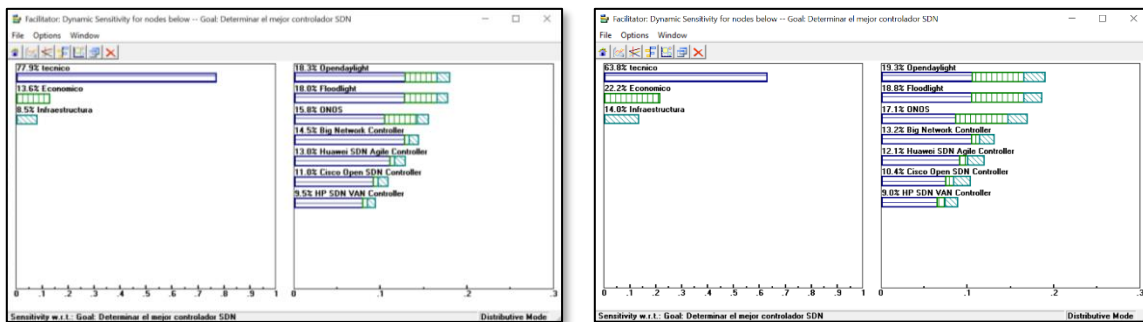 Facilitator: Dynamic Sensitivity for nodes below -- Goal: Determinar el mejor controlador SDN
File Options Window
77.9% tecnico
13.6% Economico
8.5% Infraestructura
0 .1 .2 .3 .4 .5 .6 .7 .8 .9 1
18.3% Opendaylight
18.0% Floodlight
15.8% ONOS
14.5% Big Network Controller
13.0% Huawei SDN Agile Controller
11.0% Cisco Open SDN Controller
9.5% HP SDN VAN Controller
0 .1 .2 .3
Sensitivity w.r.t.: Goal: Determinar el mejor controlador SDN Distributive Mode
Facilitator: Dynamic Sensitivity for nodes below -- Goal: Determinar el mejor controlador SDN
File Options Window
63.8% tecnico
22.2% Economico
14.0% Infraestructura
0 .1 .2 .3 .4 .5 .6 .7 .8 .9 1
19.3% Opendaylight
18.8% Floodlight
17.1% ONOS
13.2% Big Network Controller
12.1% Huawei SDN Agile Controller
10.4% Cisco Open SDN Controller
9.0% HP SDN VAN Controller
0 .1 .2 .3
Sensitivity w.r.t.: Goal: Determinar el mejor controlador SDN Distributive Mode